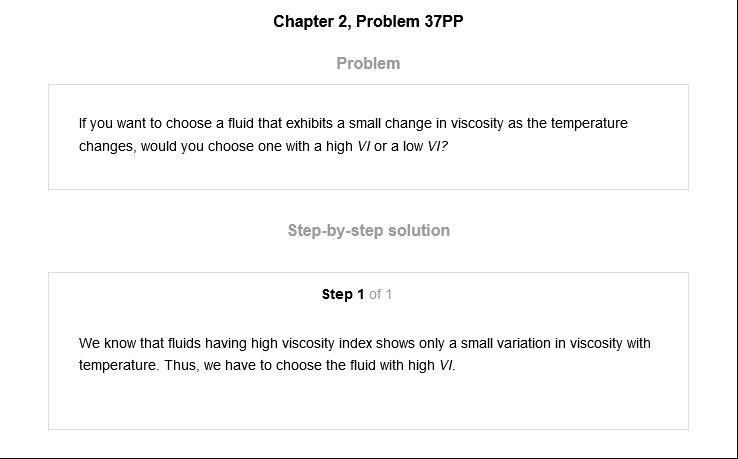 Chapter 2, Problem 37PP
Problem
If you want to choose a fluid that exhibits a small change in viscosity as the temperature
changes, would you choose one with a high VI or a low VI?
Step-by-step solution
Step 1 of 1
We know that fluids having high viscosity index shows only a small variation in viscosity with
temperature. Thus, we have to choose the fluid with high VI.